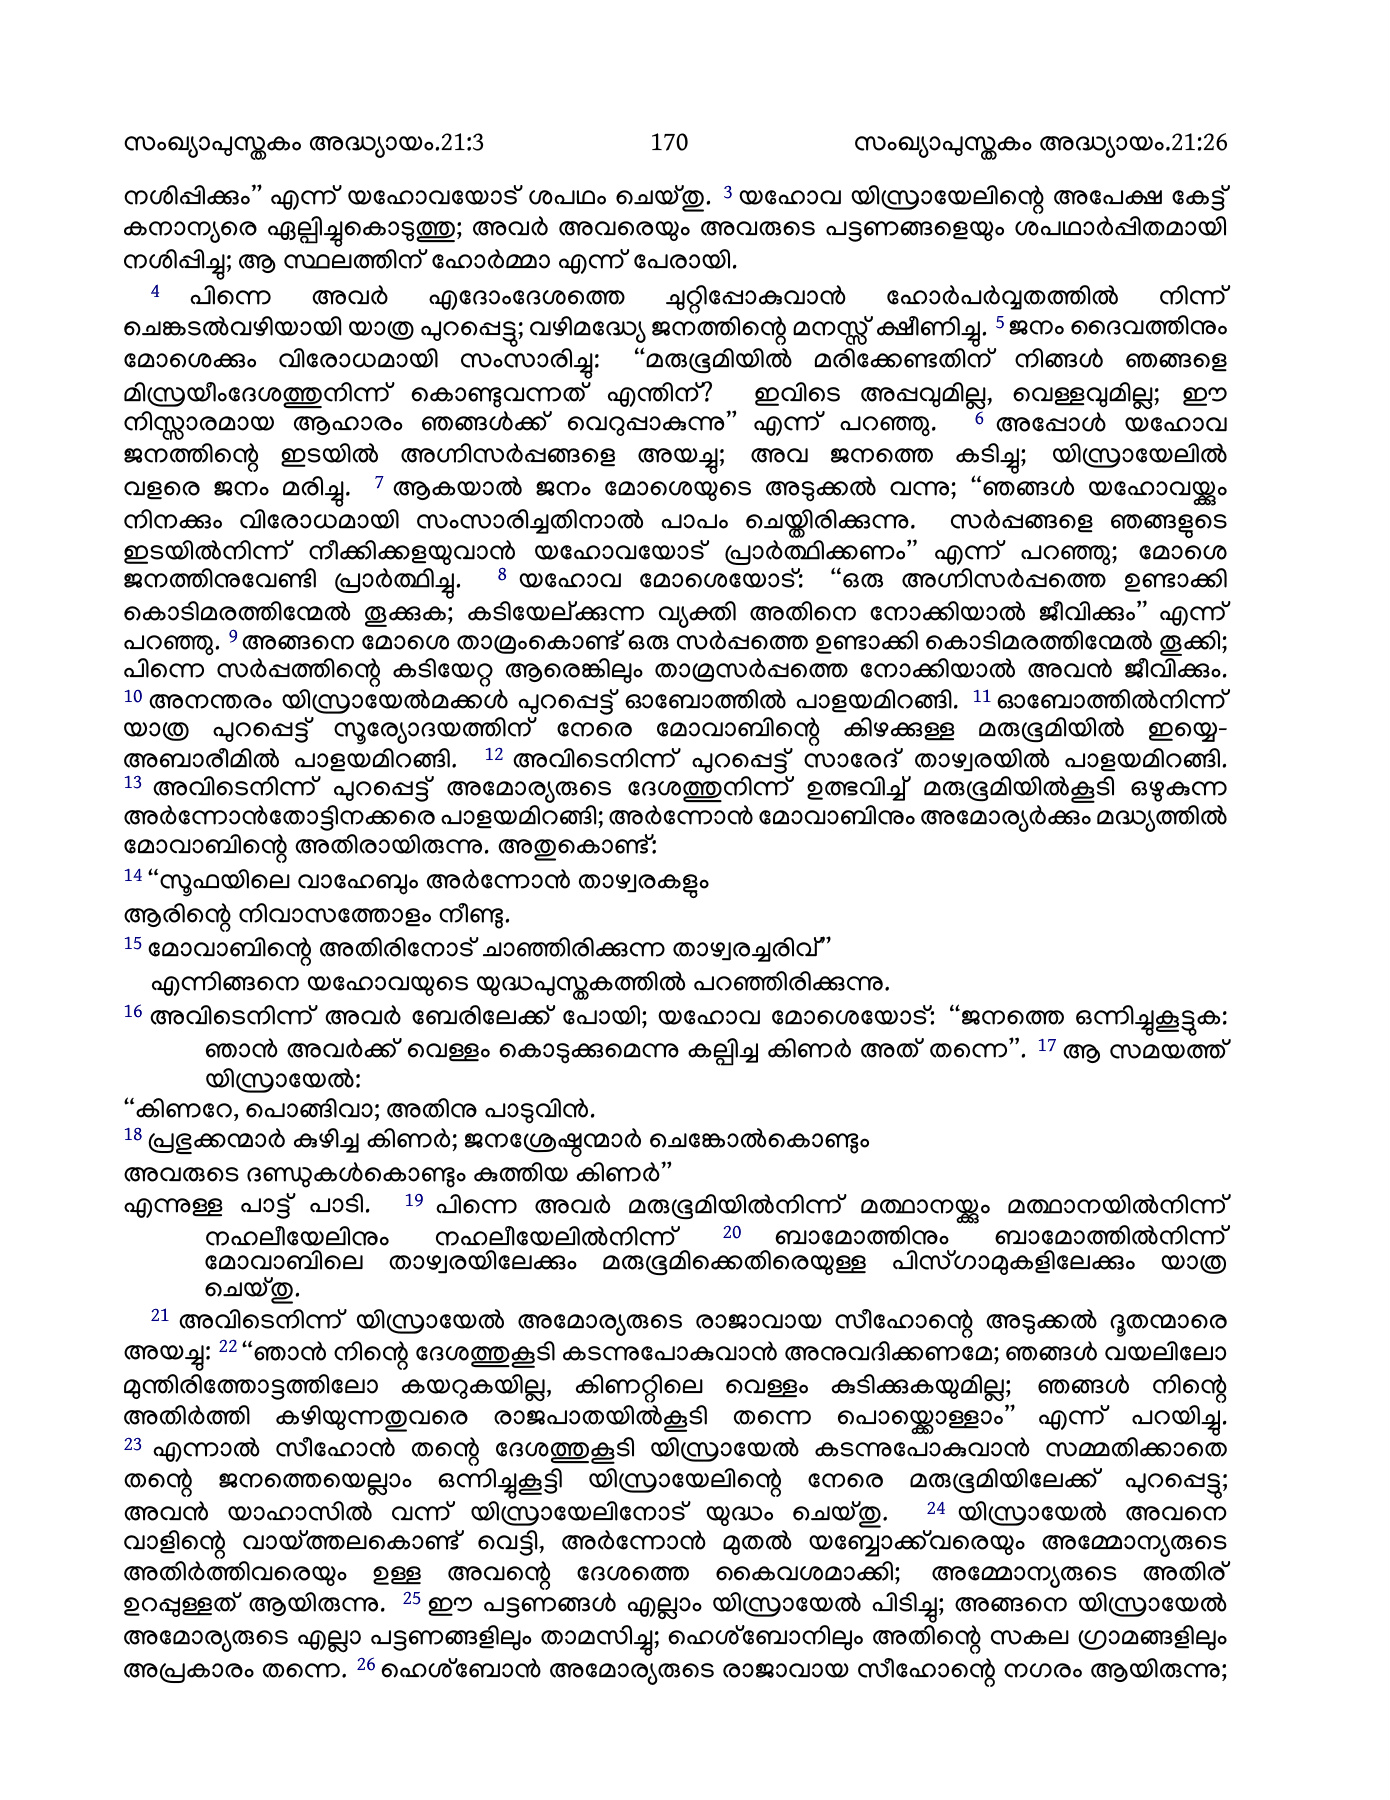 സംഖ്യാപുസ്തകം അദ്ധ്യായം.21:3 170 സംഖ്യാപുസ്തകം അദ്ധ്യായം.21:26
നശിപ്പിക്കും” എന്ന് യഹോവയോട് ശപഥം ചെയ്തു. 3 യഹോവ യിസ്രായേലിന്റെ അപേക്ഷ കേട്ട്
കനാന്യരെ ഏല്പിച്ചുകൊടുത്തു; അവർ അവരെയും അവരുടെ പട്ടണങ്ങളെയും ശപഥാർപ്പിതമായി
നശിപ്പിച്ചു; ആ സ്ഥലത്തിന് ഹോർമ്മാ എന്ന് പേരായി.
4 പിന്നെ അവർ എദോംദേശത്തെ ചുറ്റിപ്പോകുവാൻ ഹോർപർവ്വതത്തിൽ നിന്ന്
ചെങ്കടൽവഴിയായി യാത്ര പുറപ്പെട്ടു; വഴിമദ്ധ്യേ ജനത്തിന്റെ മനസ്സ് ക്ഷീണിച്ചു. 5 ജനം ദൈവത്തിനും
മോശെക്കും വിരോധമായി സംസാരിച്ചു: “മരുഭൂമിയിൽ മരിക്കേണ്ടതിന് നിങ്ങൾ ഞങ്ങളെ
മിസ്രയീംദേശത്തുനിന്ന് കൊണ്ടുവന്നത് എന്തിന്? ഇവിടെ അപ്പവുമില്ല, വെള്ളവുമില്ല; ഈ
നിസ്സാരമായ ആഹാരം ഞങ്ങൾക്ക് വെറുപ്പാകുന്നു” എന്ന് പറഞ്ഞു. 6 അപ്പോൾ യഹോവ
ജനത്തിന്റെ ഇടയിൽ അഗ്നിസർപ്പങ്ങളെ അയച്ചു; അവ ജനത്തെ കടിച്ചു; യിസ്രായേലിൽ
വളരെ ജനം മരിച്ചു. 7 ആകയാൽ ജനം മോശെയുടെ അടുക്കൽ വന്നു; “ഞങ്ങൾ യഹോവയ്ക്കും
നിനക്കും വിരോധമായി സംസാരിച്ചതിനാൽ പാപം ചെയ്തിരിക്കുന്നു. സർപ്പങ്ങളെ ഞങ്ങളുടെ
ഇടയിൽനിന്ന് നീക്കിക്കളയുവാൻ യഹോവയോട് പ്രാർത്ഥിക്കണം” എന്ന് പറഞ്ഞു; മോശെ
ജനത്തിനുവേണ്ടി പ്രാർത്ഥിച്ചു. 8 യഹോവ മോശെയോട്: “ഒരു അഗ്നിസർപ്പത്തെ ഉണ്ടാക്കി
കൊടിമരത്തിന്മേൽ തൂക്കുക; കടിയേല്ക്കുന്ന വ്യക്തി അതിനെ നോക്കിയാൽ ജീവിക്കും” എന്ന്
പറഞ്ഞു. 9 അങ്ങനെ മോശെ താമ്രംകൊണ്ട് ഒരു സർപ്പത്തെ ഉണ്ടാക്കി കൊടിമരത്തിന്മേൽ തൂക്കി;
പിന്നെ സർപ്പത്തിന്റെ കടിയേറ്റ ആരെങ്കിലും താമ്രസർപ്പത്തെ നോക്കിയാൽ അവൻ ജീവിക്കും.
10 അനന്തരം യിസ്രായേൽമക്കൾ പുറപ്പെട്ട് ഓബോത്തിൽ പാളയമിറങ്ങി. 11 ഓബോത്തിൽനിന്ന്
യാത്ര പുറപ്പെട്ട് സൂര്യോദയത്തിന് നേരെ മോവാബിന്റെ കിഴക്കുള്ള മരുഭൂമിയിൽ ഇയ്യെ-
അബാരീമിൽ പാളയമിറങ്ങി. 12 അവിടെനിന്ന് പുറപ്പെട്ട് സാരേദ് താഴ്വരയിൽ പാളയമിറങ്ങി.
13 അവിടെനിന്ന് പുറപ്പെട്ട് അമോര്യരുടെ ദേശത്തുനിന്ന് ഉത്ഭവിച്ച് മരുഭൂമിയിൽകൂടി ഒഴുകുന്ന
അർന്നോൻതോട്ടിനക്കരെ പാളയമിറങ്ങി; അർന്നോൻ മോവാബിനും അമോര്യർക്കും മദ്ധ്യത്തിൽ
മോവാബിന്റെ അതിരായിരുന്നു. അതുകൊണ്ട്:
14 “സൂഫയിലെ വാഹേബും അർന്നോൻ താഴ്വരകളും
ആരിന്റെ നിവാസത്തോളം നീണ്ടു.
15 മോവാബിന്റെ അതിരിനോട് ചാഞ്ഞിരിക്കുന്ന താഴ്വരച്ചരിവ്”
എന്നിങ്ങനെ യഹോവയുടെ യുദ്ധപുസ്തകത്തിൽ പറഞ്ഞിരിക്കുന്നു.
16 അവിടെനിന്ന് അവർ ബേരിലേക്ക് പോയി; യഹോവ മോശെയോട്: “ജനത്തെ ഒന്നിച്ചുകൂട്ടുക:
ഞാൻ അവർക്ക് വെള്ളം കൊടുക്കുമെന്നു കല്പിച്ച കിണർ അത് തന്നെ”. 17 ആ സമയത്ത്
യിസ്രായേൽ:
“കിണറേ, പൊങ്ങിവാ; അതിനു പാടുവിൻ.
18 പ്രഭുക്കന്മാർ കുഴിച്ച കിണർ; ജനശ്രേഷ്ഠന്മാർ ചെങ്കോൽകൊണ്ടും
അവരുടെ ദണ്ഡുകൾകൊണ്ടും കുത്തിയ കിണർ”
എന്നുള്ള പാട്ട് പാടി. 19 പിന്നെ അവർ മരുഭൂമിയിൽനിന്ന് മത്ഥാനയ്ക്കും മത്ഥാനയിൽനിന്ന്
നഹലീയേലിനും നഹലീയേലിൽനിന്ന് 20 ബാമോത്തിനും ബാമോത്തിൽനിന്ന്
മോവാബിലെ താഴ്വരയിലേക്കും മരുഭൂമിക്കെതിരെയുള്ള പിസ്ഗാമുകളിലേക്കും യാത്ര
ചെയ്തു.
21 അവിടെനിന്ന് യിസ്രായേൽ അമോര്യരുടെ രാജാവായ സീഹോന്റെ അടുക്കൽ ദൂതന്മാരെ
അയച്ചു: 22 “ഞാൻ നിന്റെ ദേശത്തുകൂടി കടന്നുപോകുവാൻ അനുവദിക്കണമേ; ഞങ്ങൾ വയലിലോ
മുന്തിരിത്തോട്ടത്തിലോ കയറുകയില്ല, കിണറ്റിലെ വെള്ളം കുടിക്കുകയുമില്ല; ഞങ്ങൾ നിന്റെ
അതിർത്തി കഴിയുന്നതുവരെ രാജപാതയിൽകൂടി തന്നെ പൊയ്ക്കൊള്ളാം” എന്ന് പറയിച്ചു.
23 എന്നാൽ സീഹോൻ തന്റെ ദേശത്തുകൂടി യിസ്രായേൽ കടന്നുപോകുവാൻ സമ്മതിക്കാതെ
തന്റെ ജനത്തെയെല്ലാം ഒന്നിച്ചുകൂട്ടി യിസ്രായേലിന്റെ നേരെ മരുഭൂമിയിലേക്ക് പുറപ്പെട്ടു;
അവൻ യാഹാസിൽ വന്ന് യിസ്രായേലിനോട് യുദ്ധം ചെയ്തു. 24 യിസ്രായേൽ അവനെ
വാളിന്റെ വായ്ത്തലകൊണ്ട് വെട്ടി, അർന്നോൻ മുതൽ യബ്ബോക്ക്‌വരെയും അമ്മോന്യരുടെ
അതിർത്തിവരെയും ഉള്ള അവന്റെ ദേശത്തെ കൈവശമാക്കി; അമ്മോന്യരുടെ അതിര്
ഉറപ്പുള്ളത് ആയിരുന്നു. 25 ഈ പട്ടണങ്ങൾ എല്ലാം യിസ്രായേൽ പിടിച്ചു; അങ്ങനെ യിസ്രായേൽ
അമോര്യരുടെ എല്ലാ പട്ടണങ്ങളിലും താമസിച്ചു; ഹെശ്ബോനിലും അതിന്റെ സകല ഗ്രാമങ്ങളിലും
അപ്രകാരം തന്നെ. 26 ഹെശ്ബോൻ അമോര്യരുടെ രാജാവായ സീഹോന്റെ നഗരം ആയിരുന്നു;